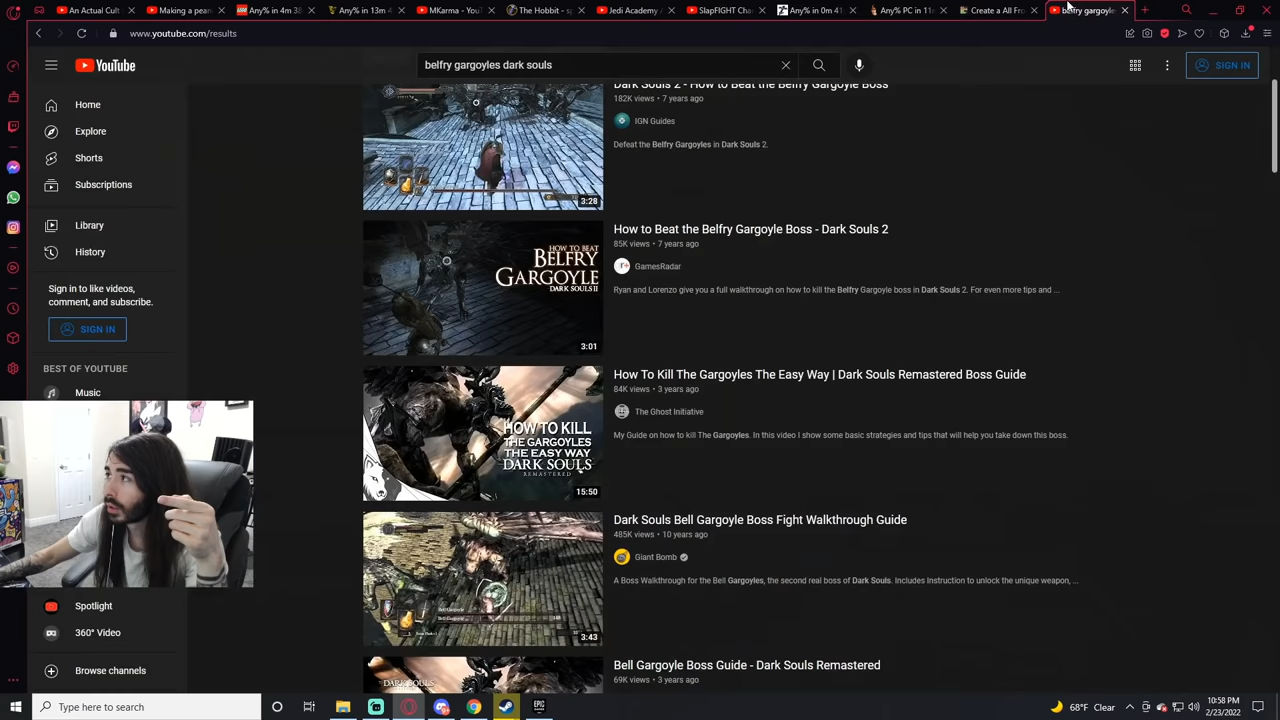 An Actual Cult
Making a pean
Any% in 4m 38
Any% in 13m 4
MKarma - You
The Hobbit - sp
Jedi Academy
SlapFIGHT Cham
Any% in 0m 41
Any% PC in 11m
Create a All Fro
belfry gargoyle
www.youtube.com/results
YouTube
belfry gargoyles dark souls
SIGN IN
Home
Explore
Shorts
Subscriptions
Library
History
Sign in to like videos,
comment, and subscribe.
SIGN IN
BEST OF YOUTUBE
Music
Spotlight
360° Video
Browse channels
Dark Souls 2 - How to Beat the Belfry Gargoyle Boss
182K views • 7 years ago
IGN Guides
Defeat the Belfry Gargoyles in Dark Souls 2.
3:28
HOW TO BEAT
BELFRY
GARGOYLE
DARK SOULS II
3:01
How to Beat the Belfry Gargoyle Boss - Dark Souls 2
85K views • 7 years ago
GamesRadar
Ryan and Lorenzo give you a full walkthrough on how to kill the Belfry Gargoyle boss in Dark Souls 2. For even more tips and ...
HOW TO KILL
THE GARGOYLES
THE EASY WAY
DARK SOULS
REMASTERED
15:50
How To Kill The Gargoyles The Easy Way | Dark Souls Remastered Boss Guide
84K views • 3 years ago
The Ghost Initiative
My Guide on how to kill The Gargoyles. In this video I show some basic strategies and tips that will help you take down this boss.
Bell Gargoyle
Bell Gargoyle
3:43
Dark Souls Bell Gargoyle Boss Fight Walkthrough Guide
485K views • 10 years ago
Giant Bomb
A Boss Walkthrough for the Bell Gargoyles, the second real boss of Dark Souls. Includes Instruction to unlock the unique weapon, ...
DARK SOULS
Bell Gargoyle Boss Guide - Dark Souls Remastered
69K views • 3 years ago
Type here to search
EPIC
68°F Clear
10:58 PM
2/23/2022